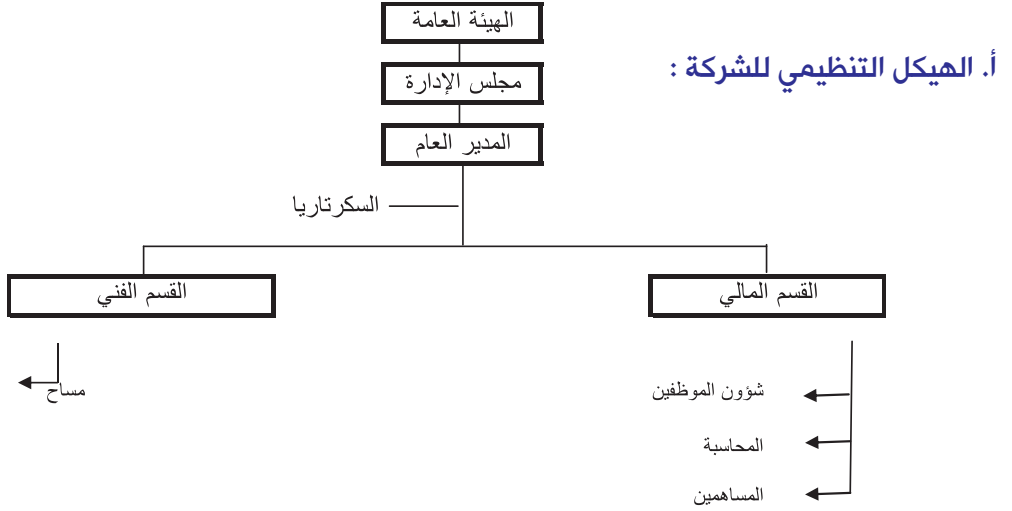 أ. الهيكل التنظيمي للشركة :
الهيئة العامة
مجلس الإدارة
المدير العام
السكرتاريا
القسم المالي
القسم الفني
شؤون الموظفين
المحاسبة
المساهمين
مساح